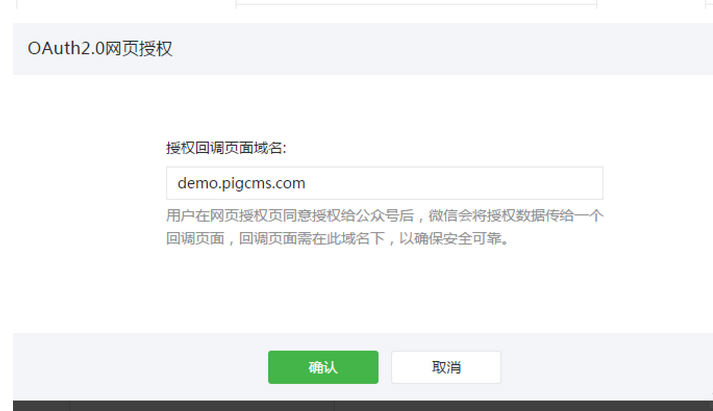 OAuth2.0网页授权
授权回调页面域名:
demo.pigcms.com
用户在网页授权页同意授权给公众号后，微信会将授权数据传给一个
回调页面，回调页面需在此域名下，以确保安全可靠。
确认
取消